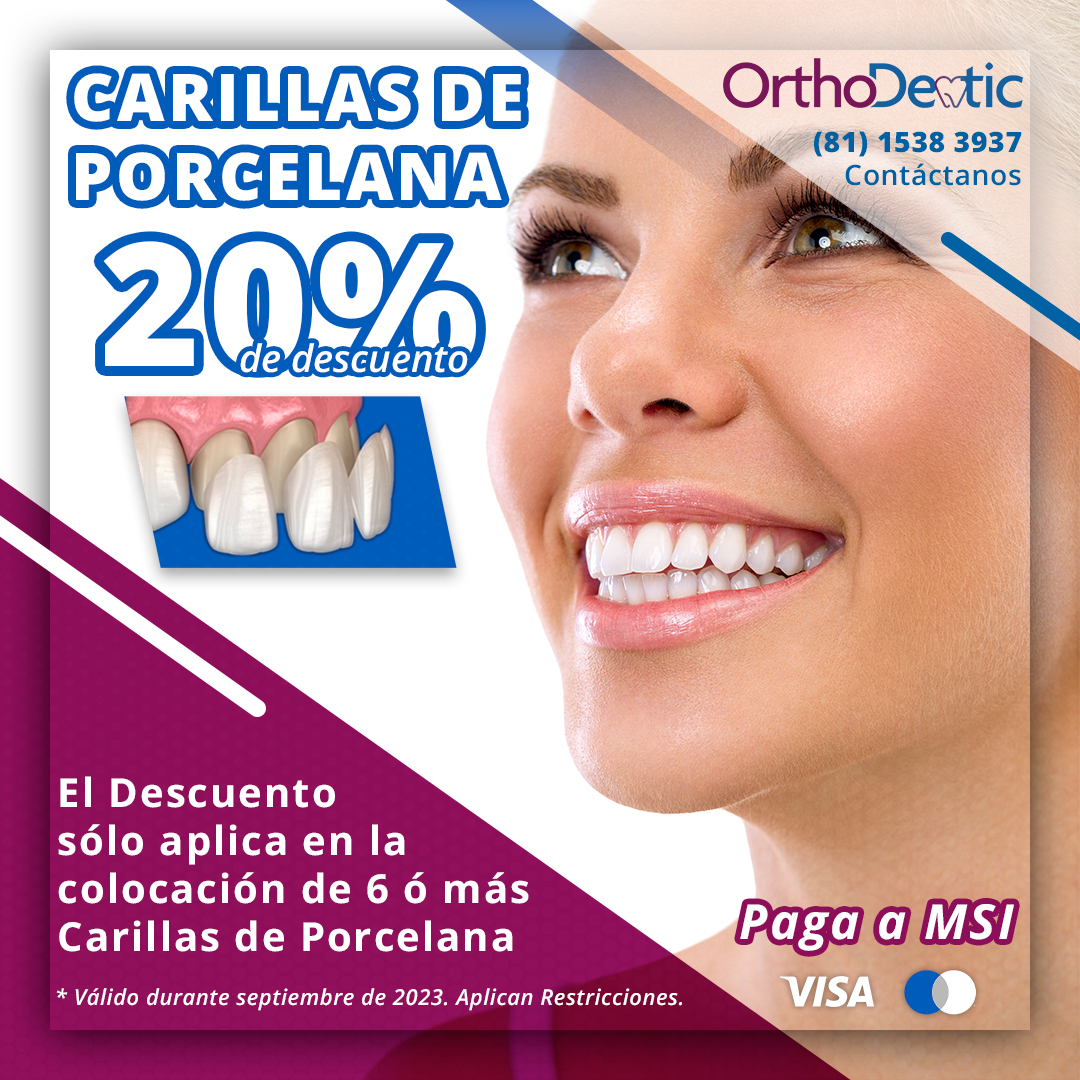 CARILLAS DE
PORCELANA
20%
de descuento
OrthoDentic
(81) 1538 3937
Contáctanos
El Descuento
sólo aplica en la
colocación de 6 ó más
Carillas de Porcelana
* Válido durante septiembre de 2023. Aplican Restricciones.
Paga a MSI
VISA